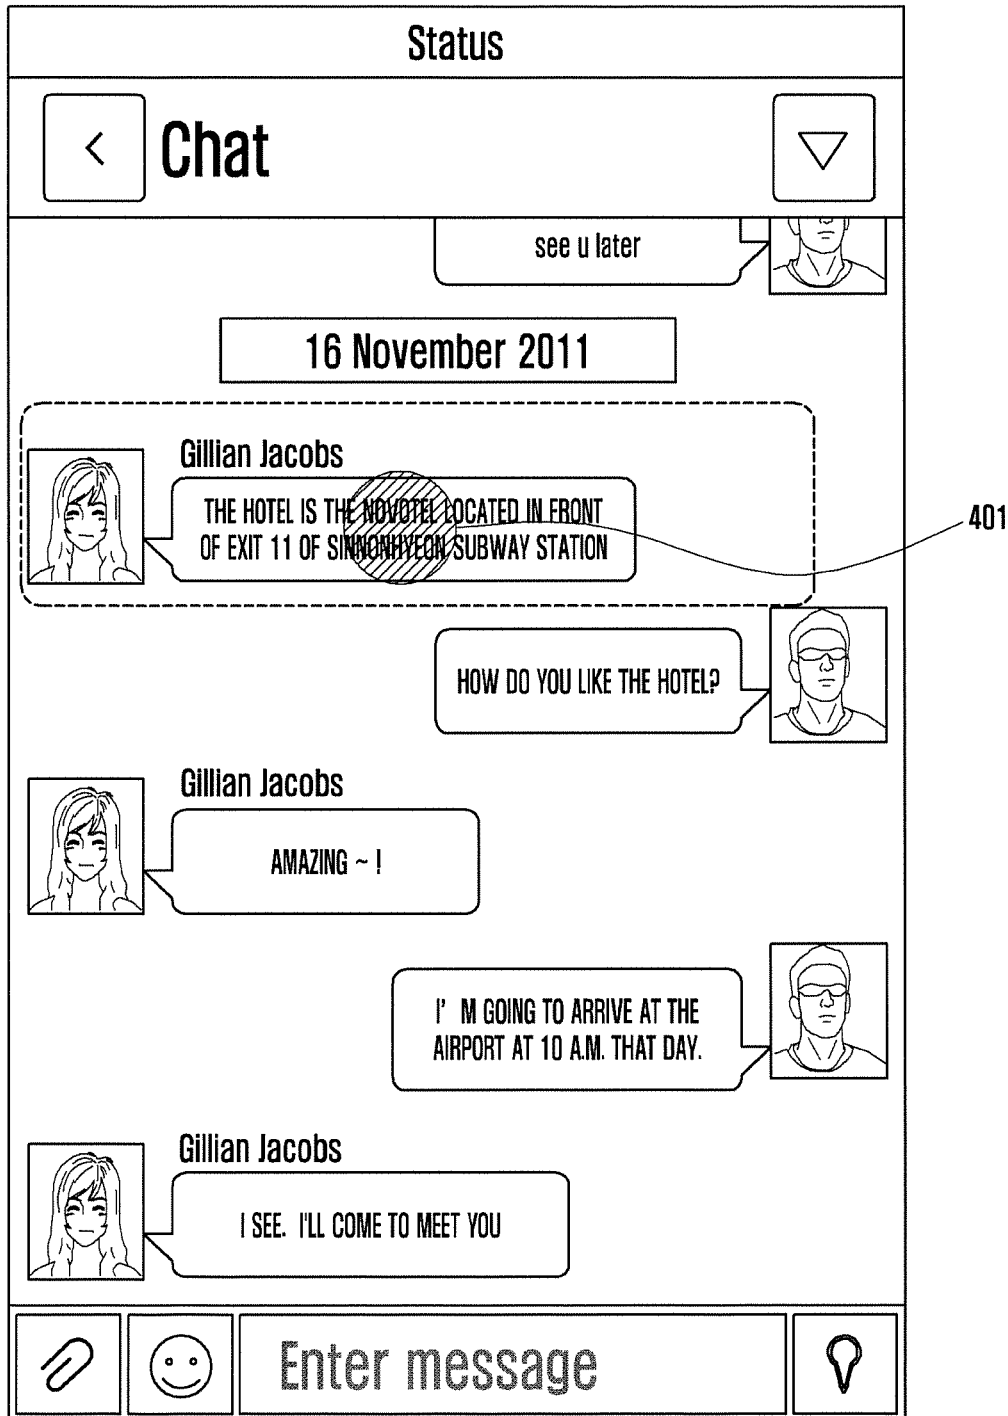 Status
Chat
see u later
16 November 2011
Gillian Jacobs
THE HOTEL IS THE NOVOTEL LOCATED IN FRONT
OF EXIT 11 OF SINNONHYEON SUBWAY STATION
401
HOW DO YOU LIKE THE HOTEL?
Gillian Jacobs
AMAZING ~ !
I' M GOING TO ARRIVE AT THE
AIRPORT AT 10 A.M. THAT DAY.
Gillian Jacobs
I SEE. I'LL COME TO MEET YOU
Enter message